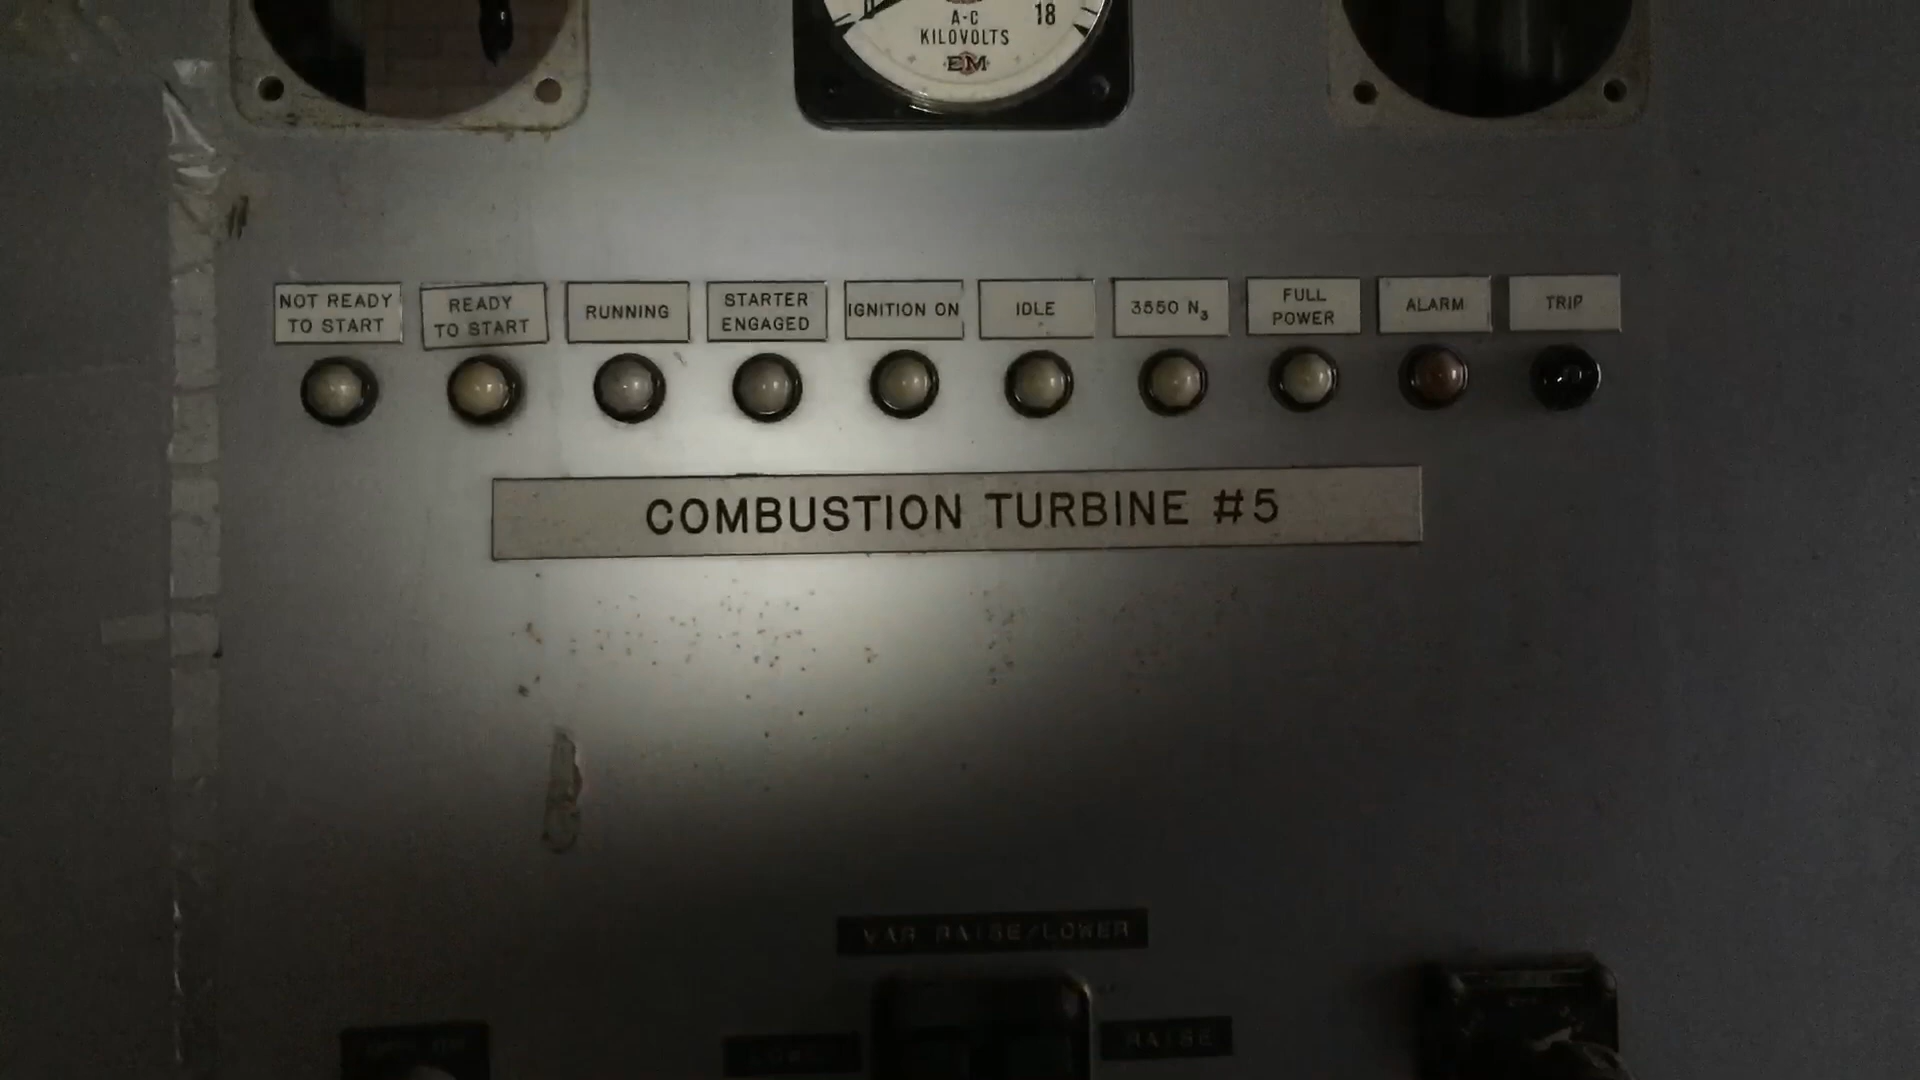 A-C
18
KILOVOLTS
EM
NOT READY
TO START
READY
TO START
RUNNING
STARTER
ENGAGED
IGNITION ON
IDLE
3550 N3
FULL
POWER
ALARM
TRIP
COMBUSTION TURBINE #5
VAR RAISE/LOWER
RAISE